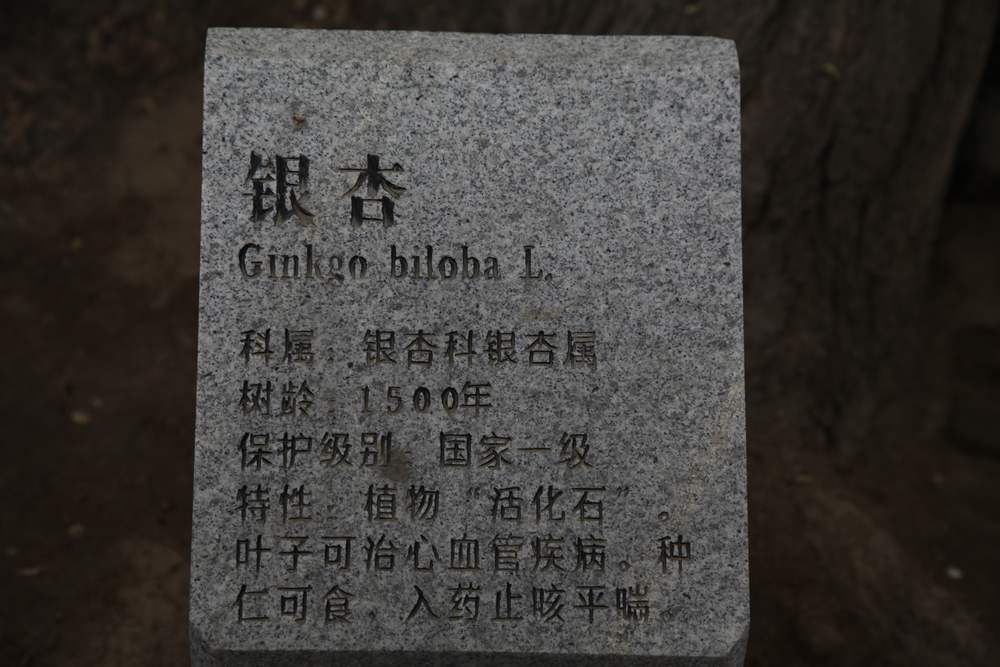 银杏
Ginkgo biloba L.
科属：银杏科银杏属
树龄：1500年
保护级别：国家一级
特性：植物“活化石”。
叶子可治心血管疾病。种
仁可食 入药止咳平喘。